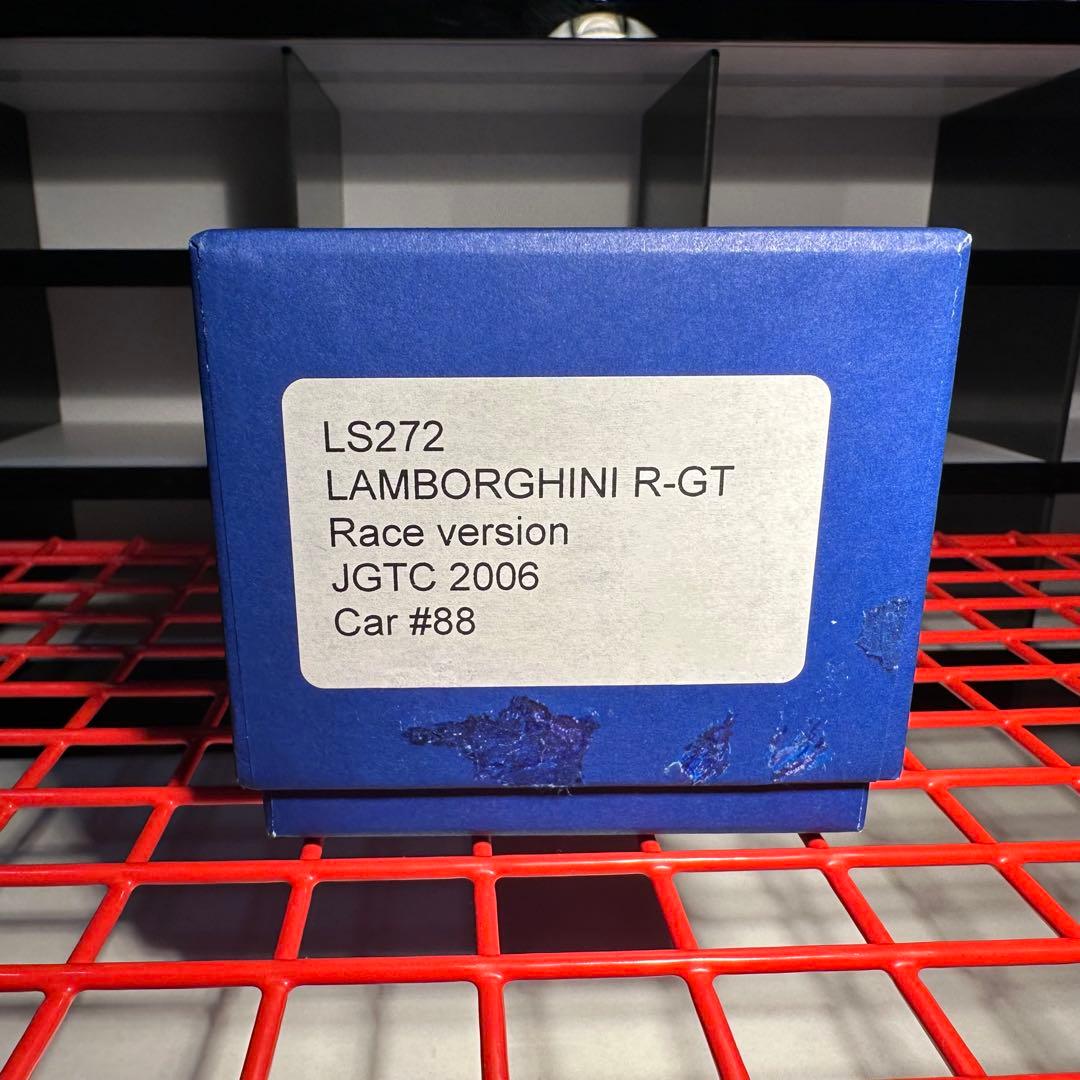 LS272
LAMBORGHINI R-GT
Race version
JGTC 2006
Car #88